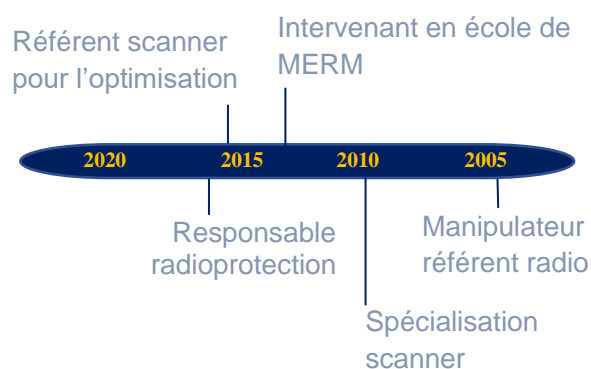 Référent scanner
pour l’optimisation
Intervenant en école de
MERM
2020 2015 2010 2005
Responsable
radioprotection
Manipulateur
référent radio
Spécialisation
scanner